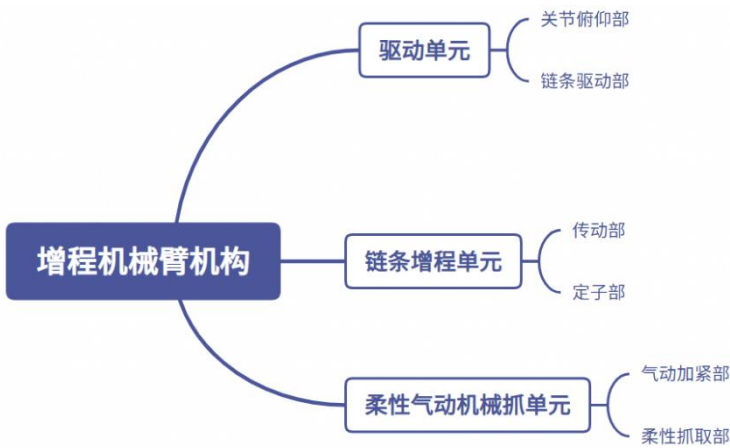 增程机械臂机构
驱动单元
关节俯仰部
链条驱动部
链条增程单元
传动部
定子部
柔性气动机械抓单元
气动加紧部
柔性抓取部